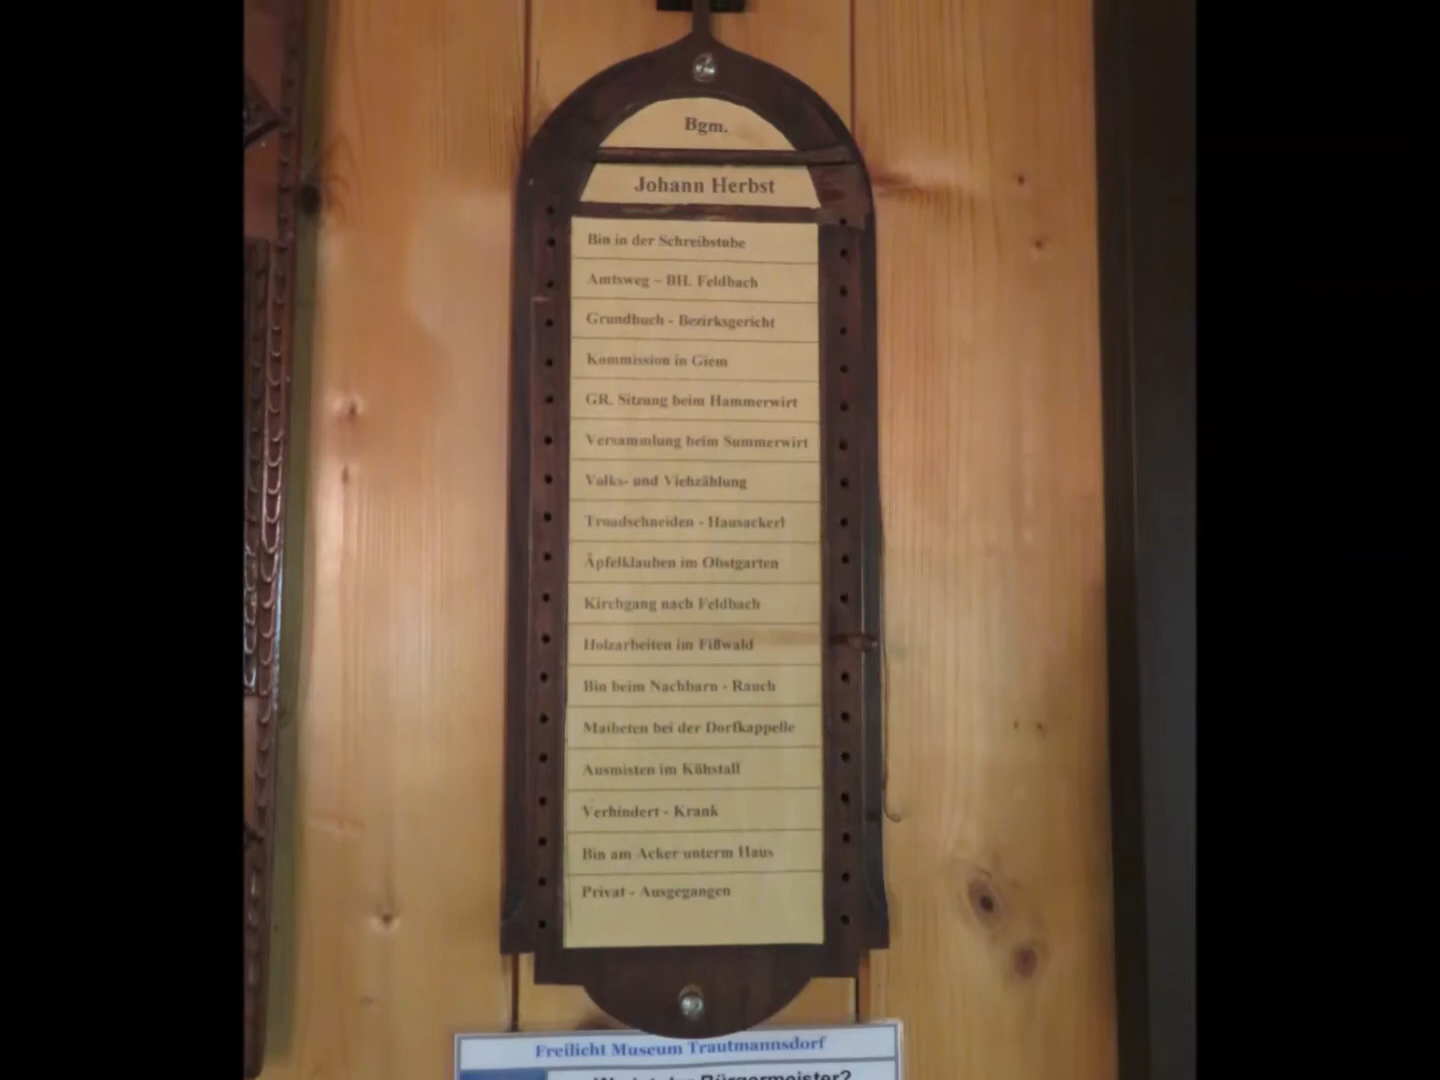 Bgm.
Johann Herbst
Bin in der Schreibstube
Amtsweg – BH. Feldbach
Grundbuch - Bezirksgericht
Kommission in Giem
GR. Sitzung beim Hammerwirt
Versammlung beim Summerwirt
Volks- und Viehzählung
Troadschneiden - Hausackerl
Äpfelklauben im Obstgarten
Kirchgang nach Feldbach
Holzarbeiten im Fißwald
Bin beim Nachbarn - Rauch
Maibeten bei der Dorfkappelle
Ausmisten im Kühstall
Verhindert - Krank
Bin am Acker unterm Haus
Privat - Ausgegangen
Freilicht Museum Trautmannsdorf
Bürgermeister?